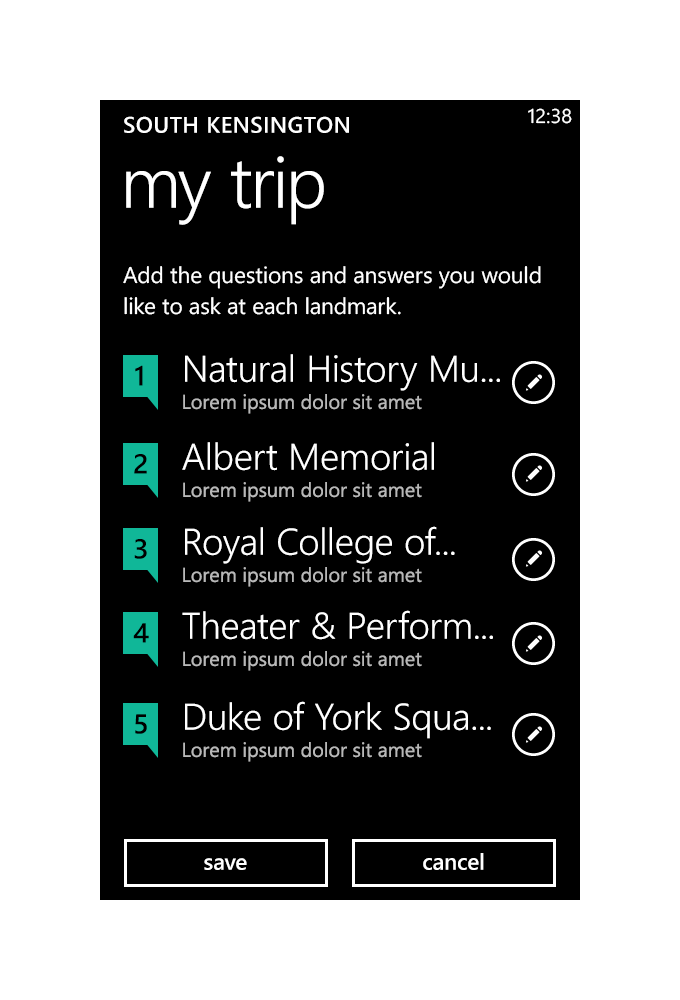 SOUTH KENSINGTON
12:38
my trip
Add the questions and answers you would
like to ask at each landmark.
1
Natural History Mu...
Lorem ipsum dolor sit amet
2
Albert Memorial
Lorem ipsum dolor sit amet
3
Royal College of...
Lorem ipsum dolor sit amet
4
Theater & Perform...
Lorem ipsum dolor sit amet
5
Duke of York Squa...
Lorem ipsum dolor sit amet
save
cancel